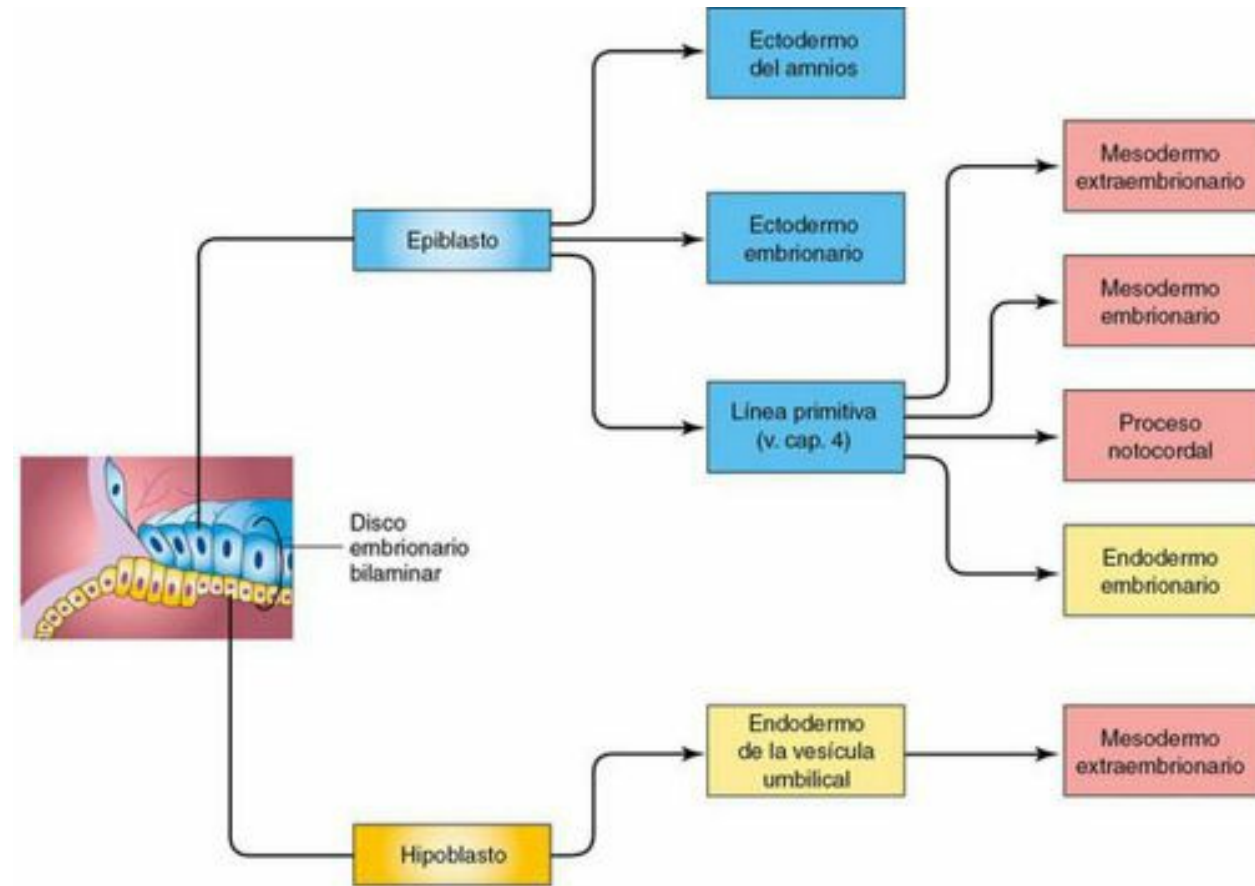 Ectodermo
del amnios
Mesodermo
extraembrionario
Epiblasto
Ectodermo
embrionario
Mesodermo
embrionario
Línea primitiva
(v. cap. 4)
Proceso
notocordal
Disco
embrionario
bilaminar
Endodermo
embrionario
Endodermo
de la vesícula
umbilical
Mesodermo
extraembrionario
Hipoblasto